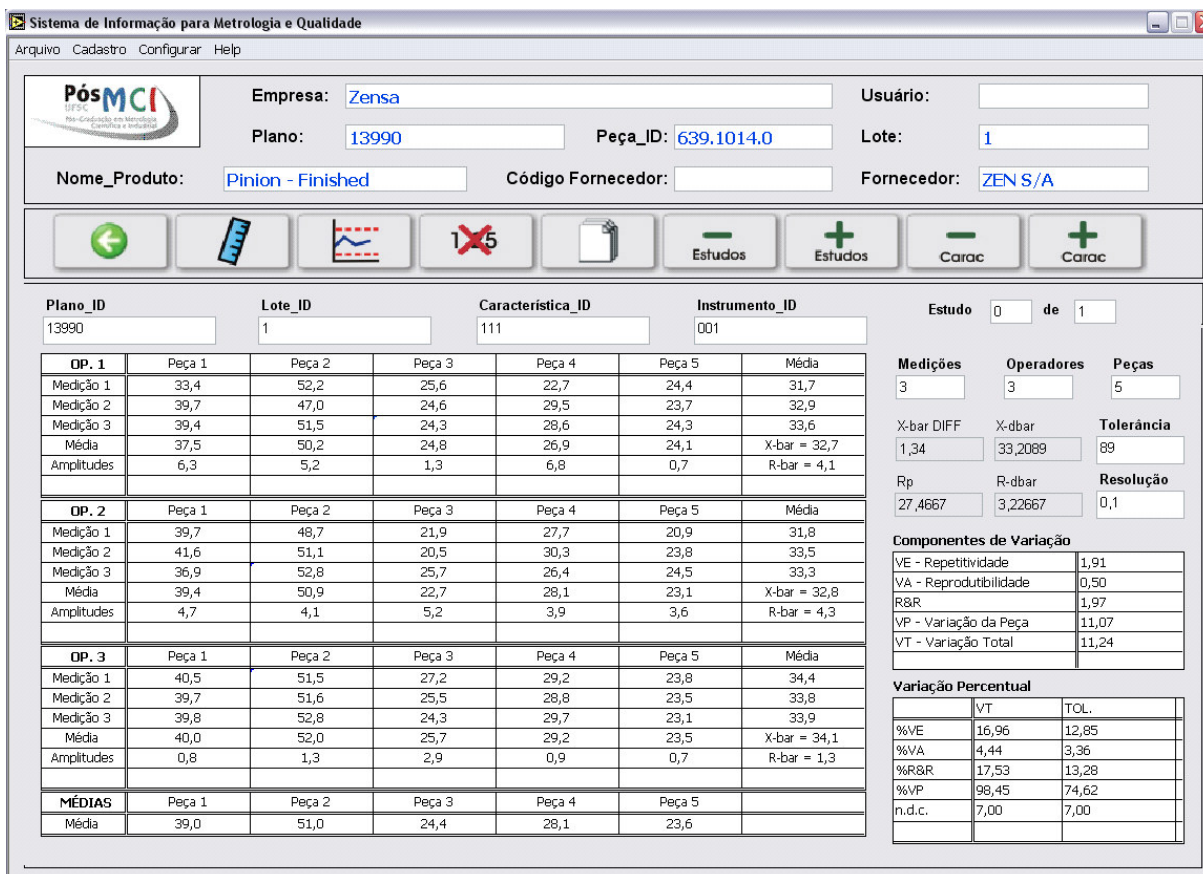 Sistema de Informação para Metrologia e Qualidade
Arquivo Cadastro Configurar Help
PósMCI
UFSC
Pós-Graduação em Metrologia
Científica e Industrial
Empresa: Zensa Usuário:
Plano: 13990 Peça_ID: 639.1014.0 Lote: 1
Nome_Produto: Pinion - Finished Código Fornecedor: Fornecedor: ZEN S/A
1 5 Estudos Estudos Carac Carac
Plano_ID Lote_ID Característica_ID Instrumento_ID Estudo 0 de 1
13990 1 111 001
OP. 1 Peça 1 Peça 2 Peça 3 Peça 4 Peça 5 Média
Medição 1 33,4 52,2 25,6 22,7 24,4 31,7
Medição 2 39,7 47,0 24,6 29,5 23,7 32,9
Medição 3 39,4 51,5 24,3 28,6 24,3 33,6
Média 37,5 50,2 24,8 26,9 24,1 X-bar = 32,7
Amplitudes 6,3 5,2 1,3 6,8 0,7 R-bar = 4,1
OP. 2 Peça 1 Peça 2 Peça 3 Peça 4 Peça 5 Média
Medição 1 39,7 48,7 21,9 27,7 20,9 31,8
Medição 2 41,6 51,1 20,5 30,3 23,8 33,5
Medição 3 36,9 52,8 25,7 26,4 24,5 33,3
Média 39,4 50,9 22,7 28,1 23,1 X-bar = 32,8
Amplitudes 4,7 4,1 5,2 3,9 3,6 R-bar = 4,3
OP. 3 Peça 1 Peça 2 Peça 3 Peça 4 Peça 5 Média
Medição 1 40,5 51,5 27,2 29,2 23,8 34,4
Medição 2 39,7 51,6 25,5 28,8 23,5 33,8
Medição 3 39,8 52,8 24,3 29,7 23,1 33,9
Média 40,0 52,0 25,7 29,2 23,5 X-bar = 34,1
Amplitudes 0,8 1,3 2,9 0,9 0,7 R-bar = 1,3
MÉDIAS Peça 1 Peça 2 Peça 3 Peça 4 Peça 5
Média 39,0 51,0 24,4 28,1 23,6
Medições Operadores Peças
3 3 5
X-bar DIFF X-dbar Tolerância
1,34 33,2089 89
Rp R-dbar Resolução
27,4667 3,22667 0,1
Componentes de Variação
VE - Repetitividade 1,91
VA - Reprodutibilidade 0,50
R&R 1,97
VP - Variação da Peça 11,07
VT - Variação Total 11,24
Variação Percentual
VT TOL.
%VE 16,96 12,85
%VA 4,44 3,36
%R&R 17,53 13,28
%VP 98,45 74,62
n.d.c. 7,00 7,00